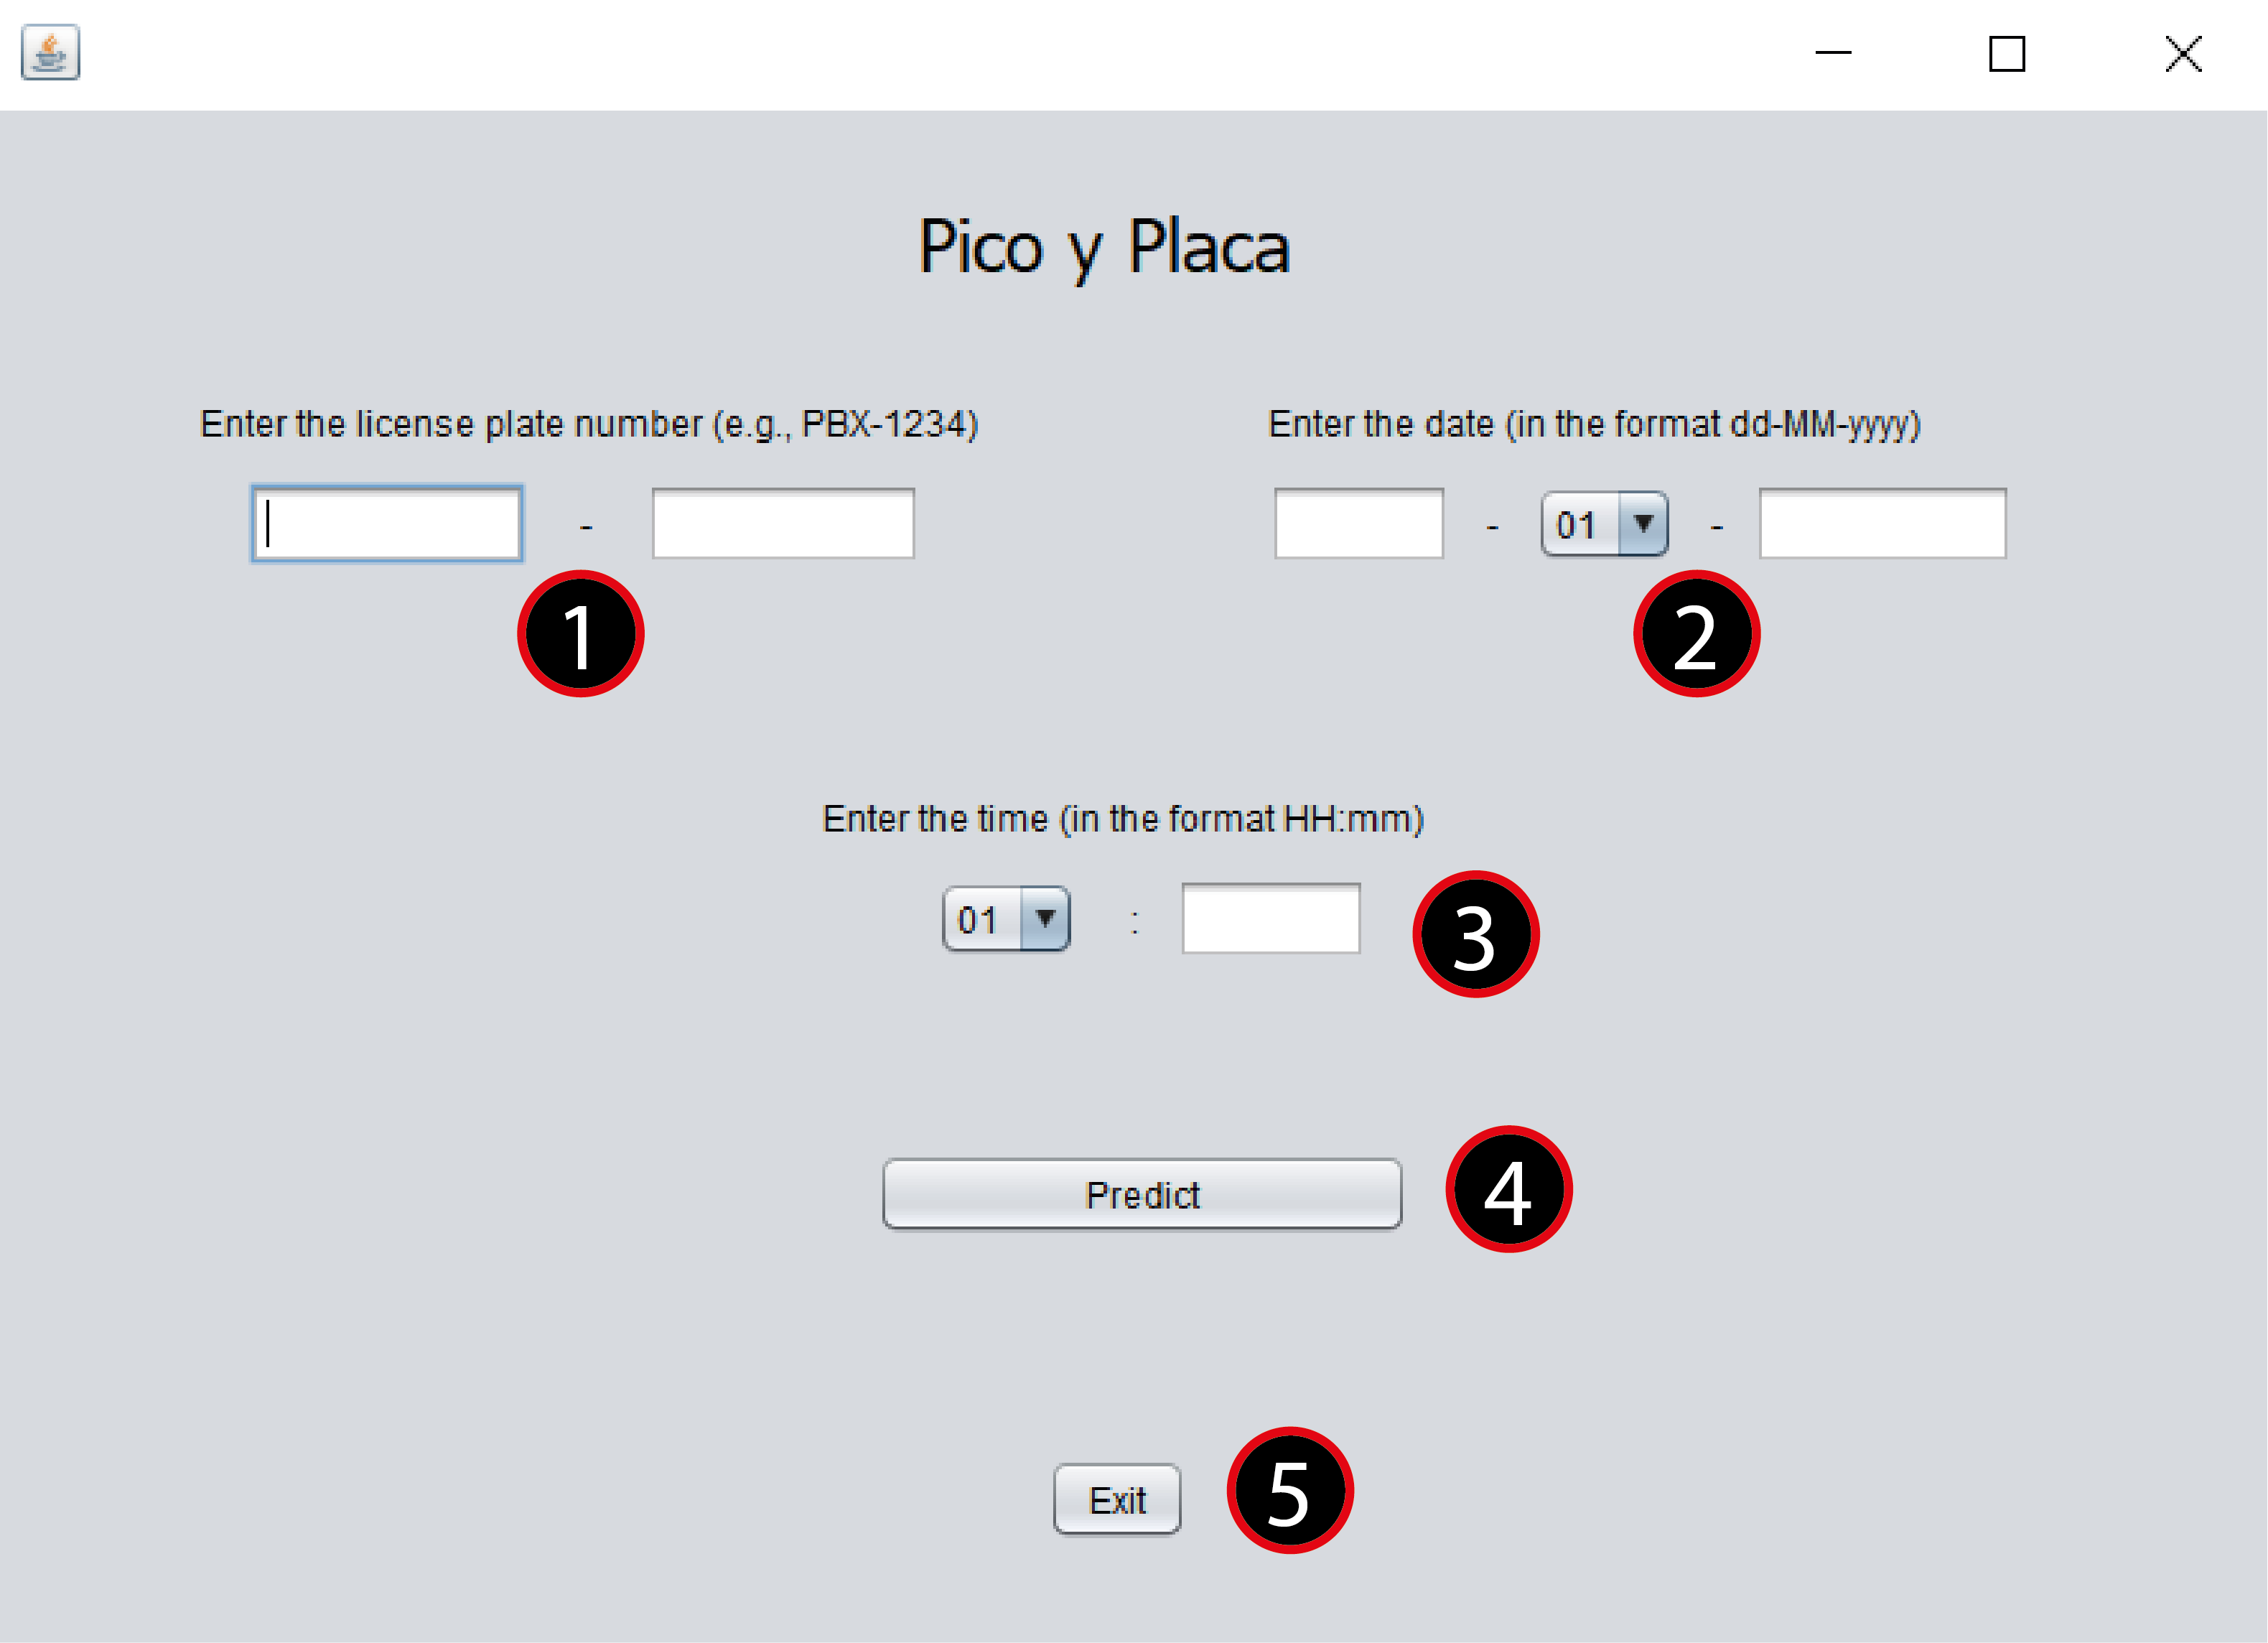 Pico y Placa
Enter the license plate number (e.g., PBX-1234)
Enter the date (in the format dd-MM-yyyy)
-
- 01 -
1
2
Enter the time (in the format HH:mm)
01 :
3
Predict
4
Exit
5